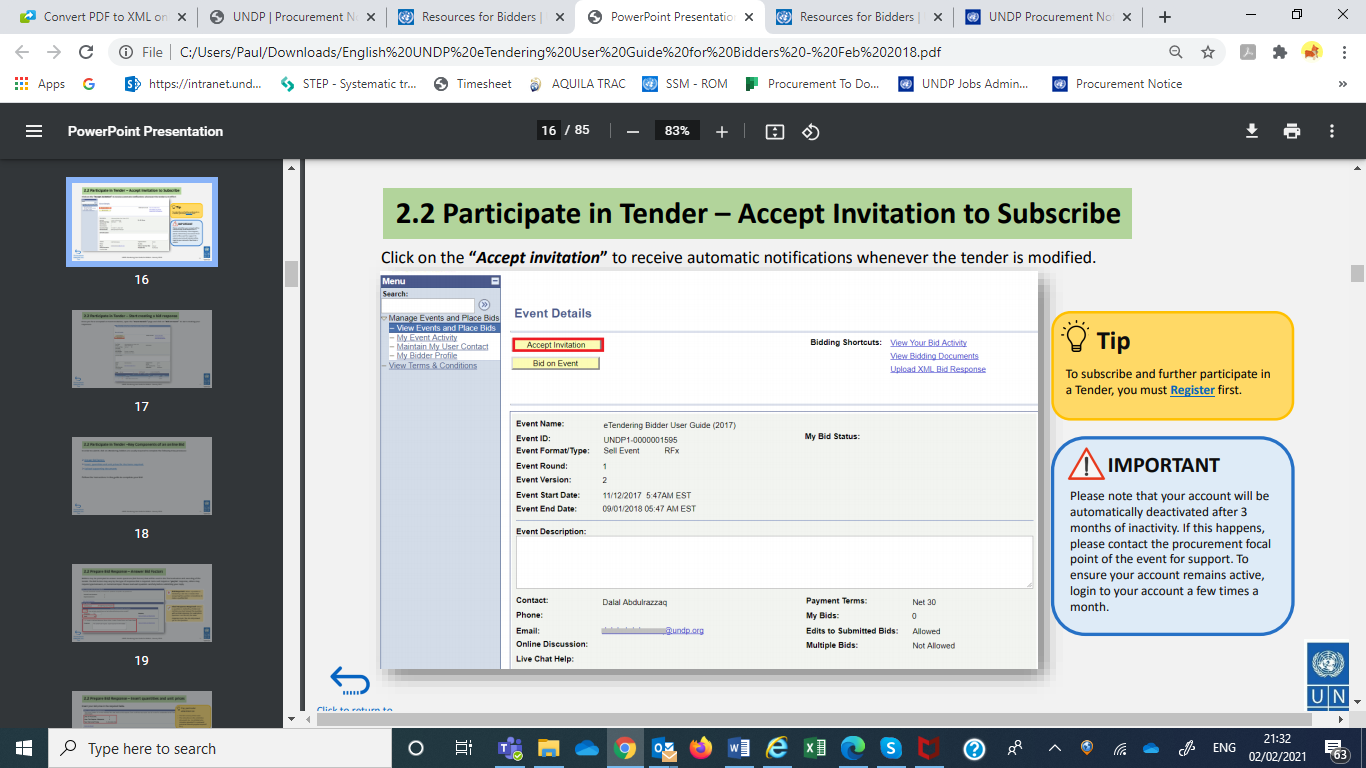 Convert PDF to XML on
UNDP | Procurement N
Resources for Bidders |
PowerPoint Presentatio
Resources for Bidders |
UNDP Procurement No
File | C:/Users/Paul/Downloads/English%20UNDP%20eTendering%20User%20Guide%20for%20Bidders%20-%20Feb%202018.pdf
Apps
https://intranet.und...
STEP - Systematic tr...
Timesheet
AQUILA TRAC
SSM - ROM
Procurement To Do...
UNDP Jobs Admin...
Procurement Notice
PowerPoint Presentation
16 / 85
83%
16
17
18
19
2.2 Participate in Tender – Accept Invitation to Subscribe
Click on the “Accept invitation” to receive automatic notifications whenever the tender is modified.
Menu
Search:
Manage Events and Place Bids
– View Events and Place Bids
– My Event Activity
– Maintain My User Contact
– My Bidder Profile
– View Terms & Conditions
Event Details
Accept Invitation
Bid on Event
Bidding Shortcuts:
View Your Bid Activity
View Bidding Documents
Upload XML Bid Response
Event Name: eTendering Bidder User Guide (2017)
Event ID: UNDP1-0000001595
My Bid Status:
Event Format/Type: Sell Event RFx
Event Round: 1
Event Version: 2
Event Start Date: 11/12/2017 5:47AM EST
Event End Date: 09/01/2018 05:47 AM EST
Event Description:
Contact: Dalal Abdulrazzaq
Phone:
Email: @undp.org
Online Discussion:
Live Chat Help:
Payment Terms: Net 30
My Bids: 0
Edits to Submitted Bids: Allowed
Multiple Bids: Not Allowed
Tip
To subscribe and further participate in
a Tender, you must Register first.
IMPORTANT
Please note that your account will be
automatically deactivated after 3
months of inactivity. If this happens,
please contact the procurement focal
point of the event for support. To
ensure your account remains active,
login to your account a few times a
month.
Click to return to
U N
Type here to search
ENG
21:32
02/02/2021
63